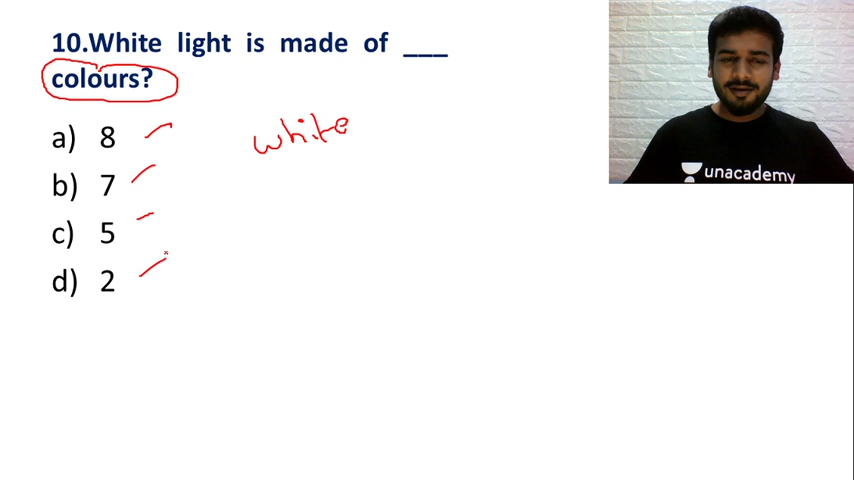 10.White light is made of ___
colours?
a) 8
b) 7
c) 5
d) 2
white
unacademy